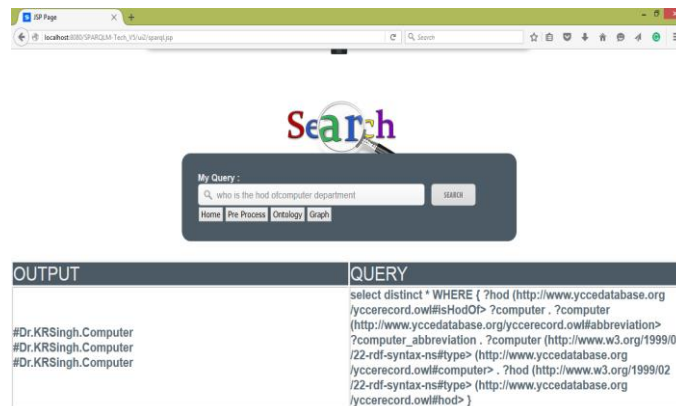 JSP Page
localhost:8080/SPARQLM-Tech_V5/ui2/sparql.jsp
Search
Search
My Query :
who is the hod ofcomputer department
SEARCH
Home Pre Process Ontology Graph
OUTPUT
QUERY
#Dr.KRSingh.Computer
#Dr.KRSingh.Computer
#Dr.KRSingh.Computer
select distinct * WHERE { ?hod (http://www.yccedatabase.org
/yccerecord.owl#isHodOf> ?computer . ?computer
(http://www.yccedatabase.org/yccerecord.owl#abbreviation>
?computer_abbreviation . ?computer (http://www.w3.org/1999/0
/22-rdf-syntax-ns#type> (http://www.yccedatabase.org
/yccerecord.owl#computer> . ?hod (http://www.w3.org/1999/02
/22-rdf-syntax-ns#type> (http://www.yccedatabase.org
/yccerecord.owl#hod> }